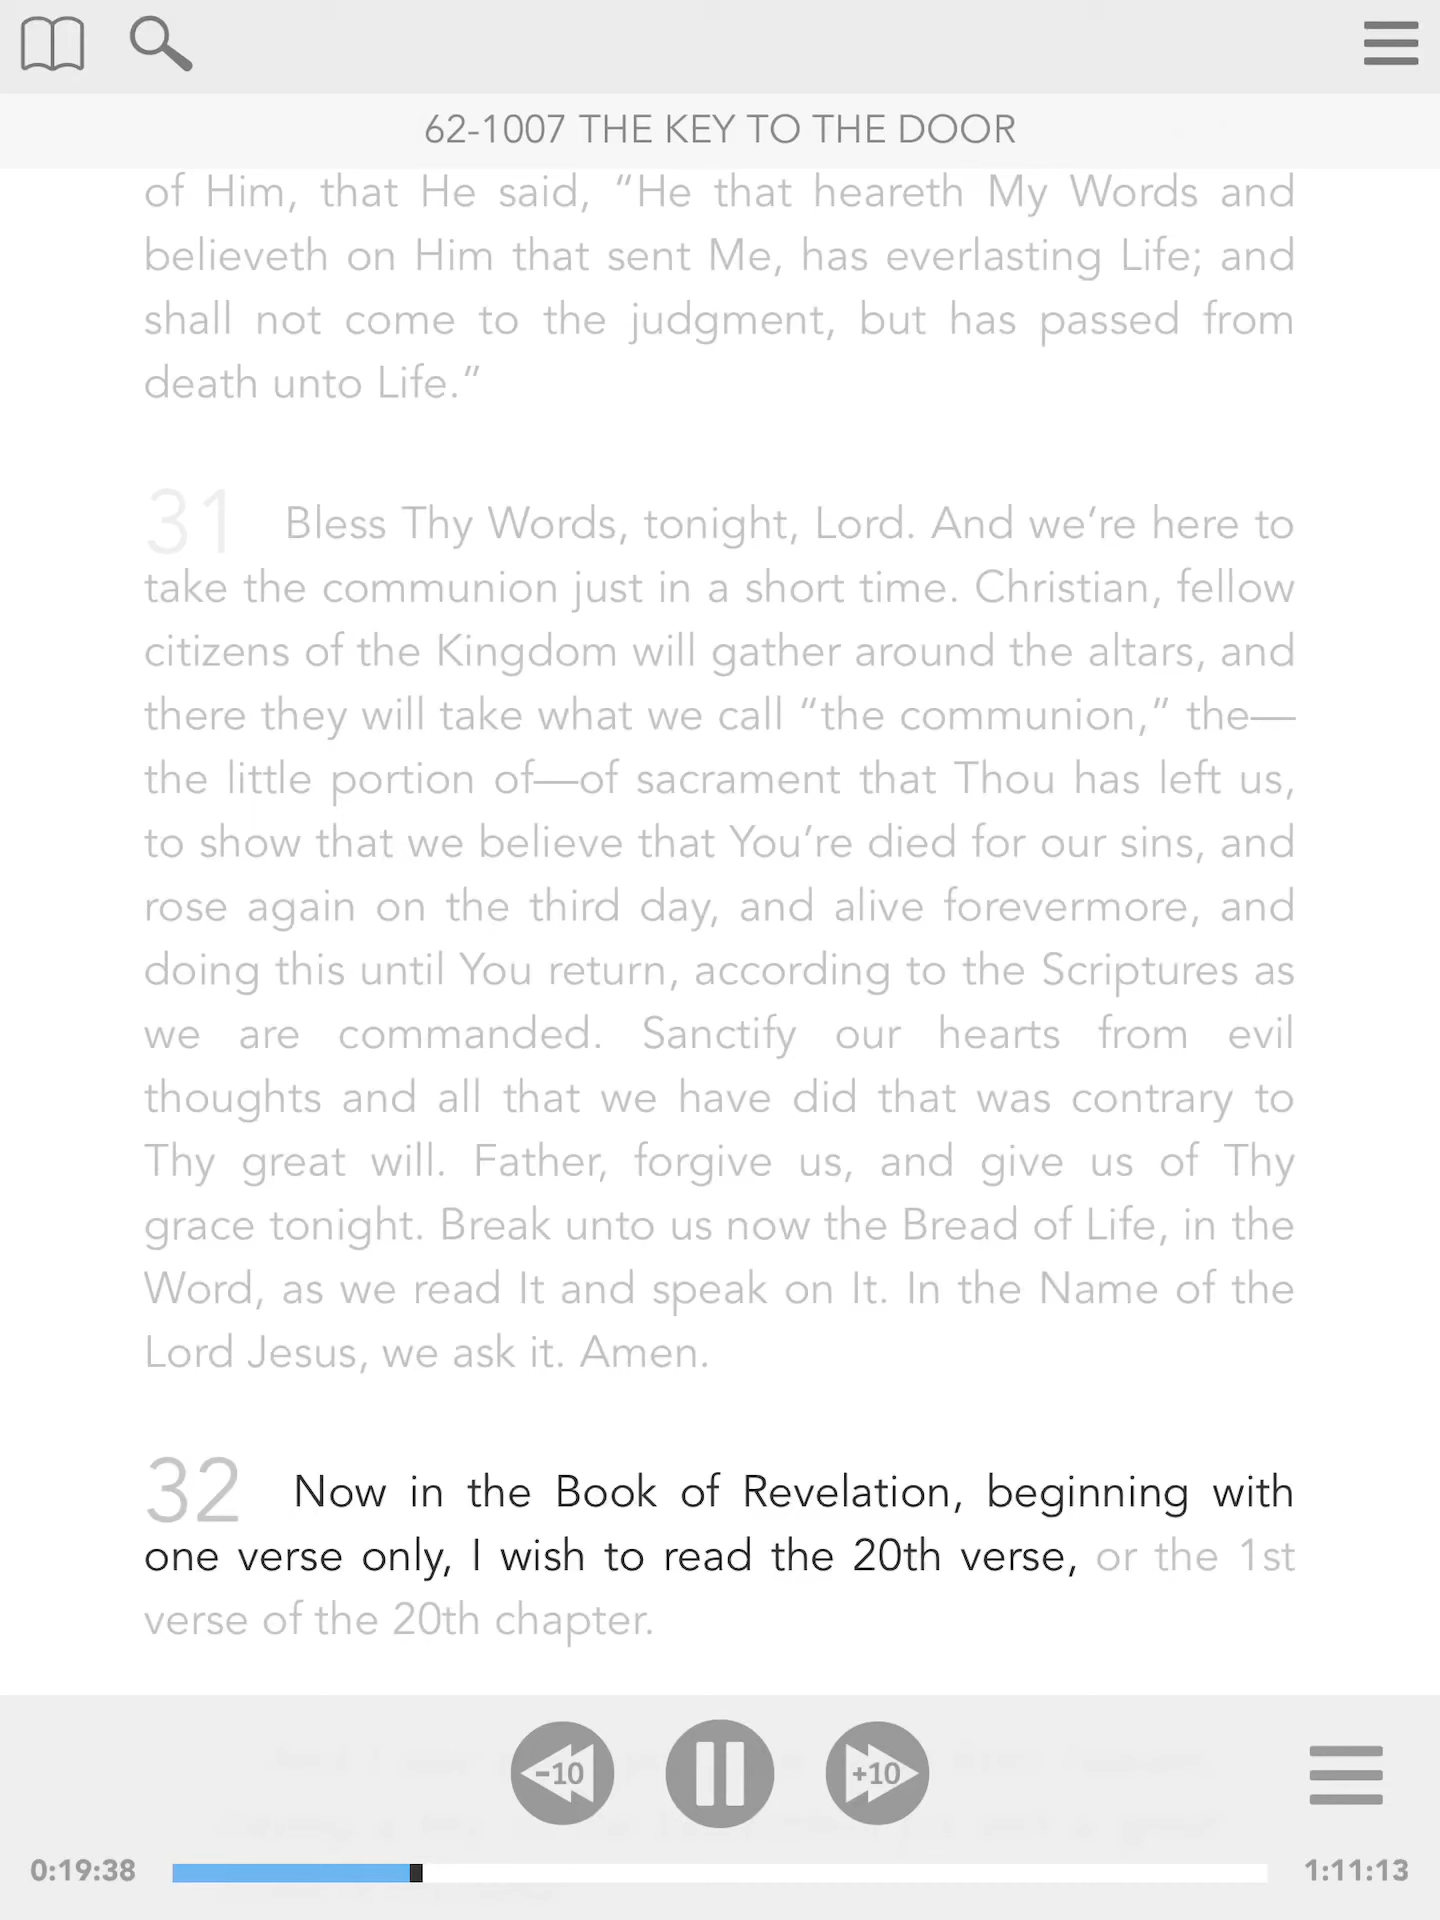 62-1007 THE KEY TO THE DOOR
of Him, that He said, “He that heareth My Words and
believeth on Him that sent Me, has everlasting Life; and
shall not come to the judgment, but has passed from
death unto Life.”
31 Bless Thy Words, tonight, Lord. And we’re here to
take the communion just in a short time. Christian, fellow
citizens of the Kingdom will gather around the altars, and
there they will take what we call “the communion,” the—
the little portion of—of sacrament that Thou has left us,
to show that we believe that You’re died for our sins, and
rose again on the third day, and alive forevermore, and
doing this until You return, according to the Scriptures as
we are commanded. Sanctify our hearts from evil
thoughts and all that we have did that was contrary to
Thy great will. Father, forgive us, and give us of Thy
grace tonight. Break unto us now the Bread of Life, in the
Word, as we read It and speak on It. In the Name of the
Lord Jesus, we ask it. Amen.
32 Now in the Book of Revelation, beginning with
one verse only, I wish to read the 20th verse, or the 1st
verse of the 20th chapter.
-10 +10
0:19:38 1:11:13